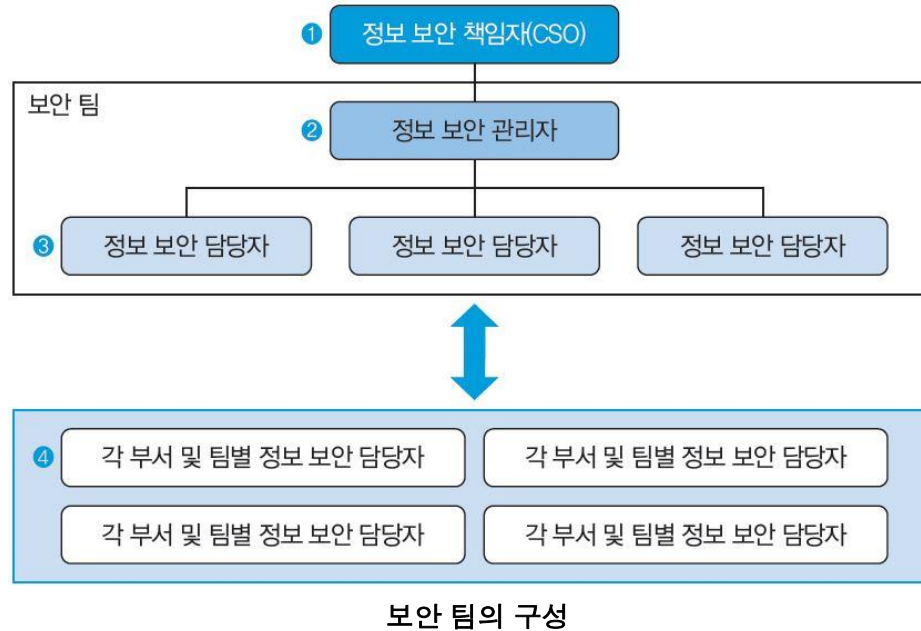 ❶ 정보 보안 책임자(CSO)
보안 팀
❷ 정보 보안 관리자
❸ 정보 보안 담당자 정보 보안 담당자 정보 보안 담당자
❹ 각 부서 및 팀별 정보 보안 담당자 각 부서 및 팀별 정보 보안 담당자
각 부서 및 팀별 정보 보안 담당자 각 부서 및 팀별 정보 보안 담당자
보안 팀의 구성